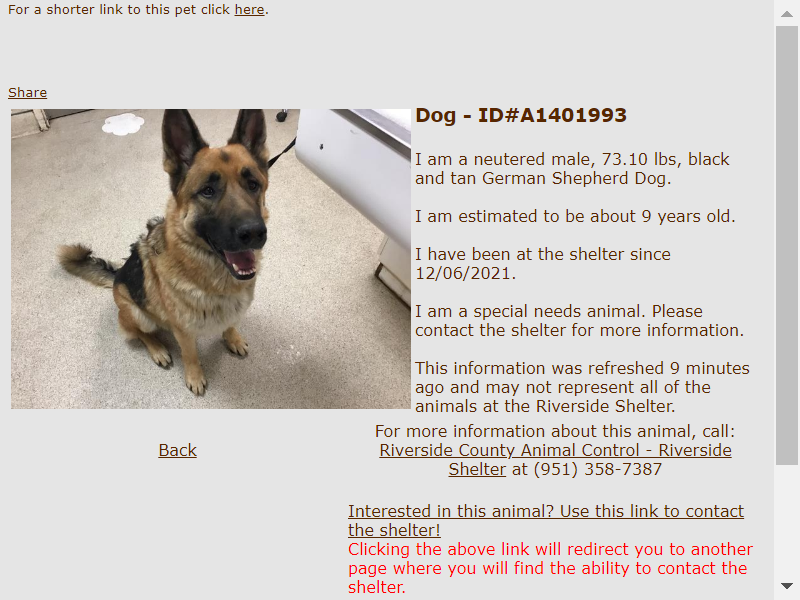 For a shorter link to this pet click here.
Share
Dog - ID#A1401993
I am a neutered male, 73.10 lbs, black
and tan German Shepherd Dog.
I am estimated to be about 9 years old.
I have been at the shelter since
12/06/2021.
I am a special needs animal. Please
contact the shelter for more information.
This information was refreshed 9 minutes
ago and may not represent all of the
animals at the Riverside Shelter.
Back
For more information about this animal, call:
Riverside County Animal Control - Riverside
Shelter at (951) 358-7387
Interested in this animal? Use this link to contact
the shelter!
Clicking the above link will redirect you to another
page where you will find the ability to contact the
shelter.